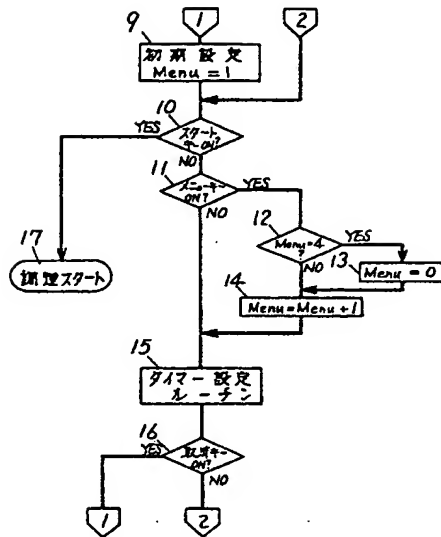 1
2
9
初期設定
Menu = 1
10
YES
スタート
キーON?
NO
11
メニューキー
ON?
YES
NO
12
Menu=4
?
YES
NO
13
Menu = 0
14
Menu=Menu+1
17
調理スタート
15
タイマー設定
ルーチン
16
YES
取消キー
ON?
NO
1
2